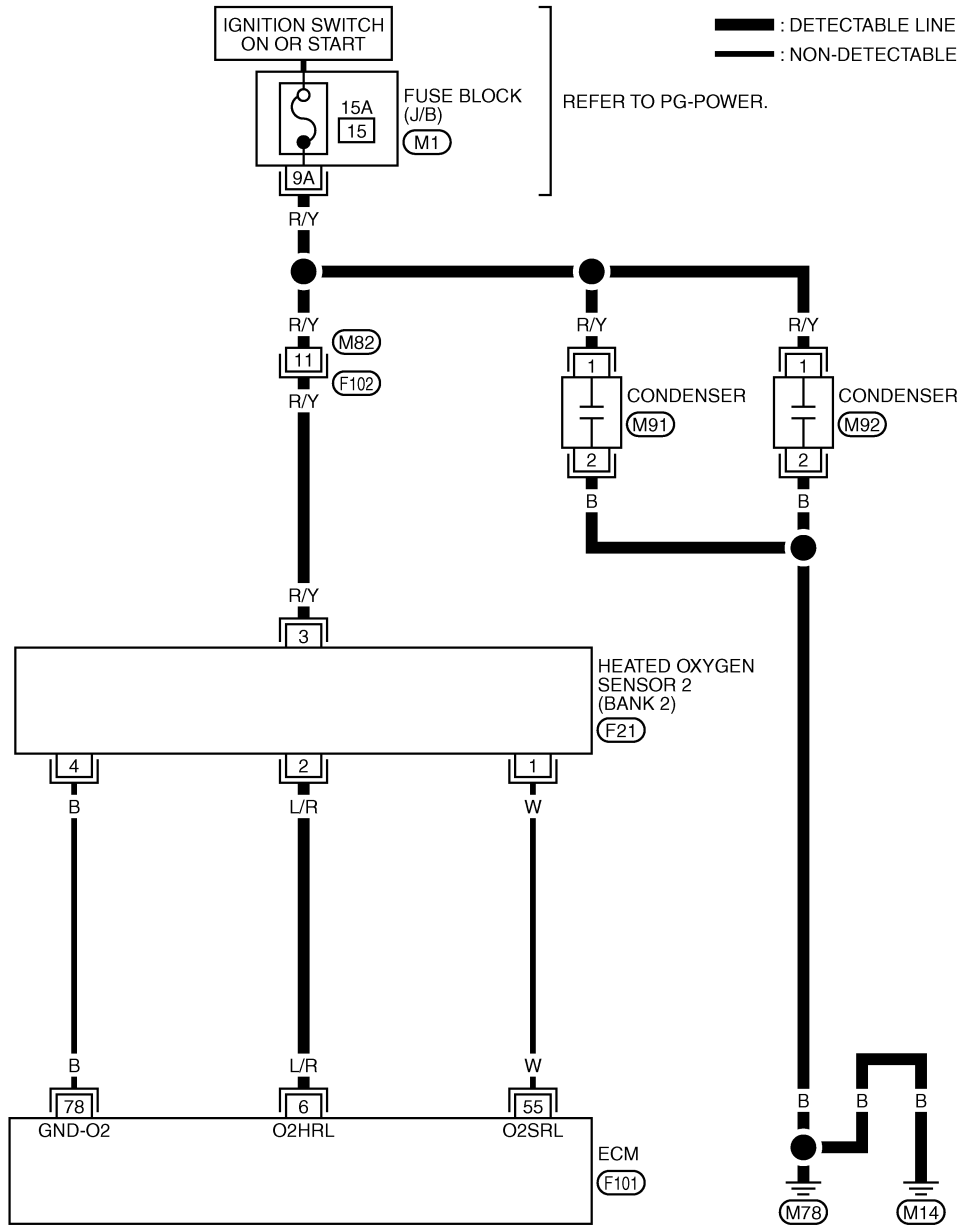 IGNITION SWITCH
ON OR START
: DETECTABLE LINE
: NON-DETECTABLE
15A
15
FUSE BLOCK
(J/B)
M1
REFER TO PG-POWER.
9A
R/Y
R/Y
R/Y
R/Y
M82
11
F102
R/Y
1
CONDENSER
M91
2
B
1
CONDENSER
M92
2
B
R/Y
3
HEATED OXYGEN
SENSOR 2
(BANK 2)
F21
4
2
1
B
L/R
W
B
L/R
W
78
6
55
GND-O2
O2HRL
O2SRL
ECM
F101
B
B
B
M78
M14